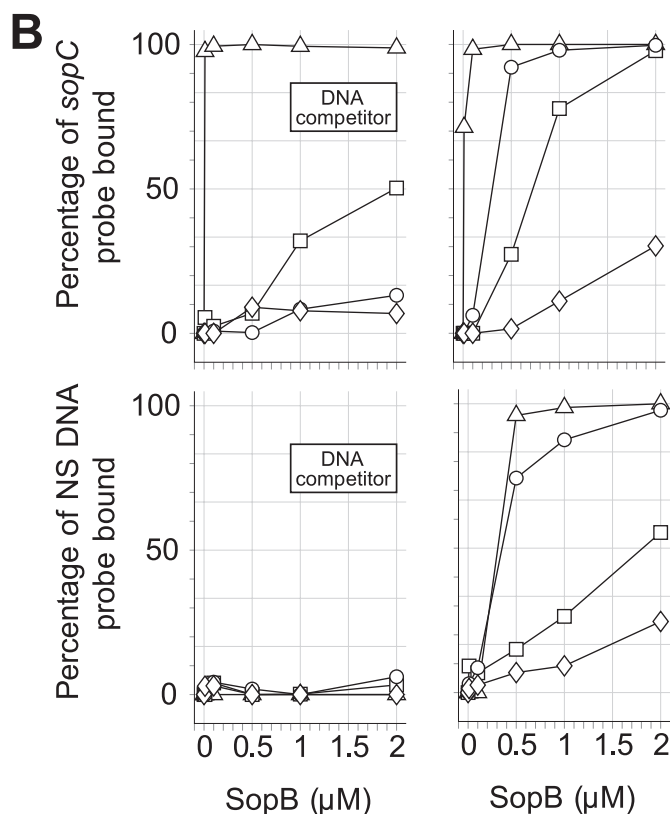 B
Percentage of sopC
probe bound
100
50
0
DNA
competitor
Percentage of NS DNA
probe bound
100
50
0
DNA
competitor
0 0.5 1 1.5 2
0 0.5 1 1.5 2
SopB (µM)
SopB (µM)